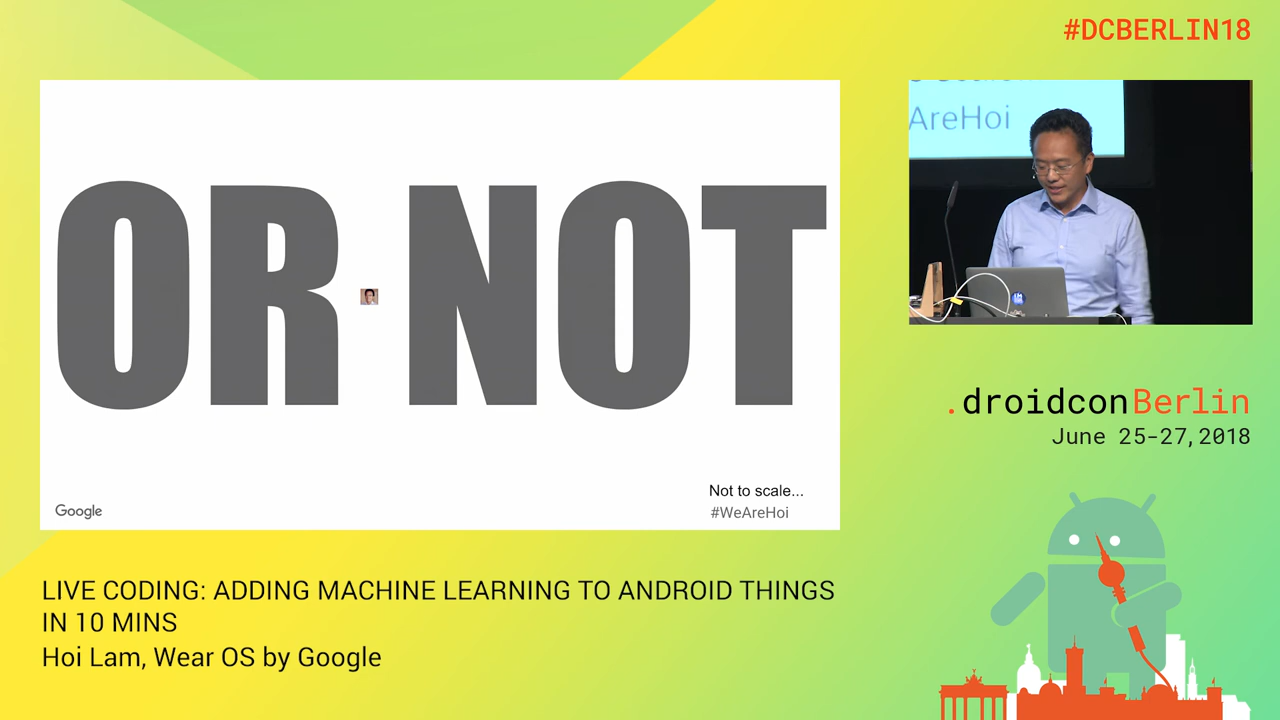 #DCBERLIN18
OR NOT
Not to scale...
#WeAreHoi
Google
AreHoi
.droidconBerlin
June 25-27, 2018
LIVE CODING: ADDING MACHINE LEARNING TO ANDROID THINGS
IN 10 MINS
Hoi Lam, Wear OS by Google